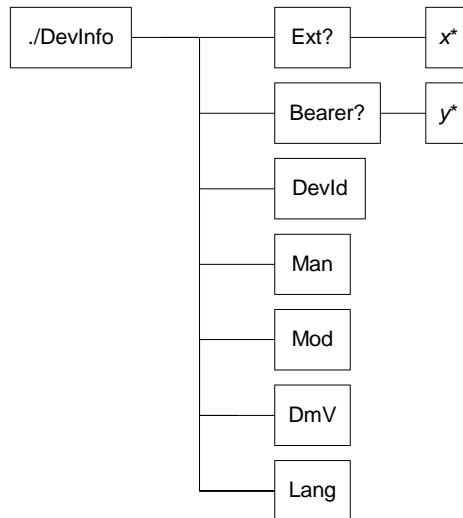 ./DevInfo Ext? x*
Bearer? y*
DevId
Man
Mod
DmV
Lang